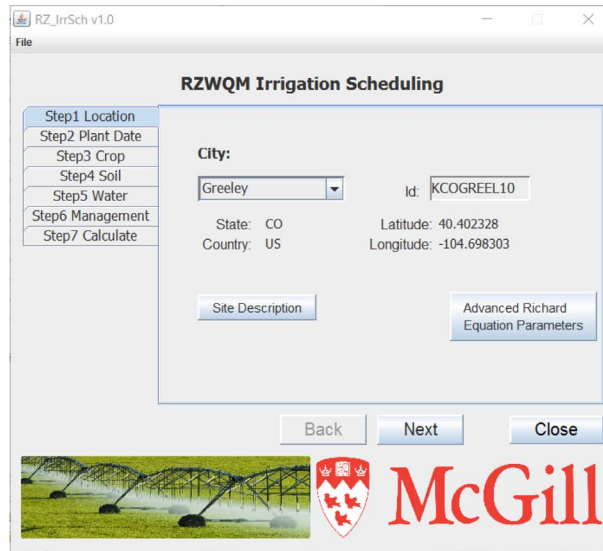 RZ_IrrSch v1.0
File
RZWQM Irrigation Scheduling
Step1 Location
Step2 Plant Date
Step3 Crop
Step4 Soil
Step5 Water
Step6 Management
Step7 Calculate
City:
Greeley
Id: KCOGREEL10
State: CO
Latitude: 40.402328
Country: US
Longitude: -104.698303
Site Description
Advanced Richard
Equation Parameters
Back
Next
Close
McGill